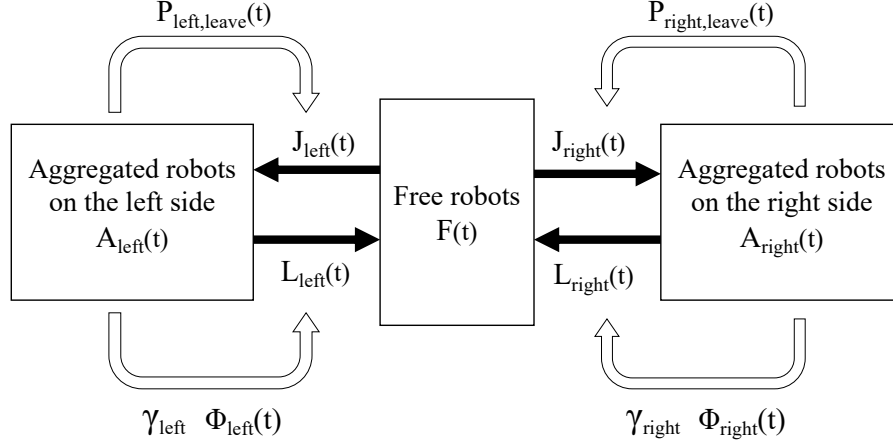 P_left,leave(t)
P_right,leave(t)
J_left(t)
J_right(t)
Aggregated robots
on the left side
A_left(t)
Free robots
F(t)
Aggregated robots
on the right side
A_right(t)
L_left(t)
L_right(t)
γ_left Φ_left(t)
γ_right Φ_right(t)